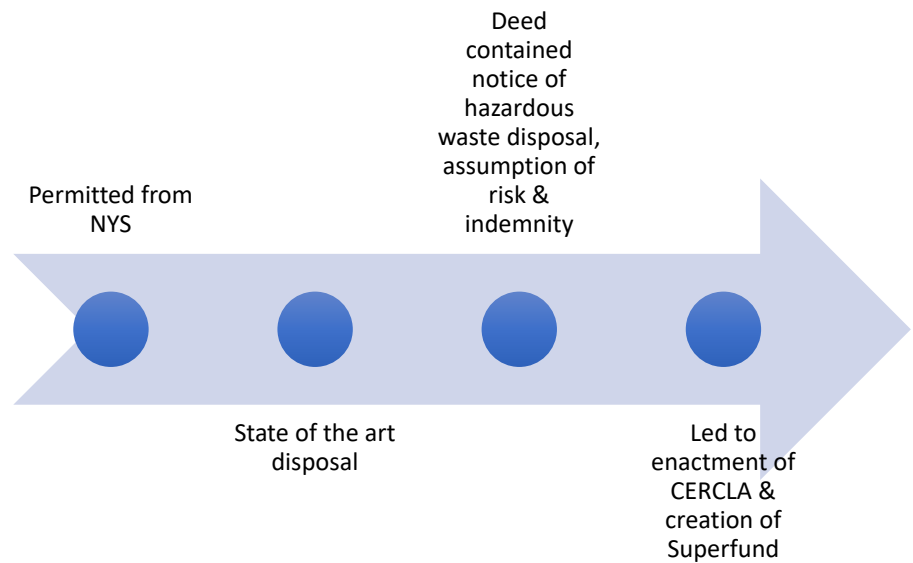 Permitted from
NYS
State of the art
disposal
Deed
contained
notice of
hazardous
waste disposal,
assumption of
risk &
indemnity
Led to
enactment of
CERCLA &
creation of
Superfund